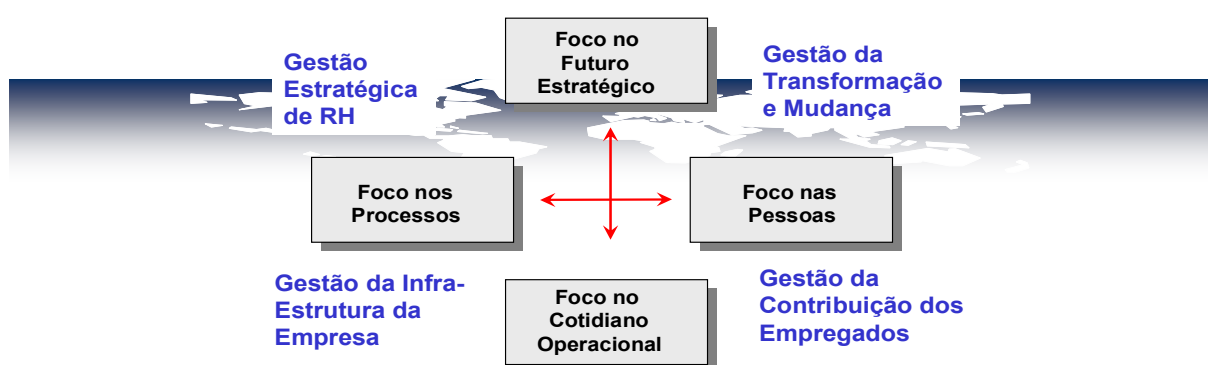 Foco no
Futuro
Estratégico
Gestão
Estratégica
de RH
Gestão da
Transformação
e Mudança
Foco nos
Processos
Foco nas
Pessoas
Gestão da Infra-
Estrutura da
Empresa
Foco no
Cotidiano
Operacional
Gestão da
Contribuição dos
Empregados